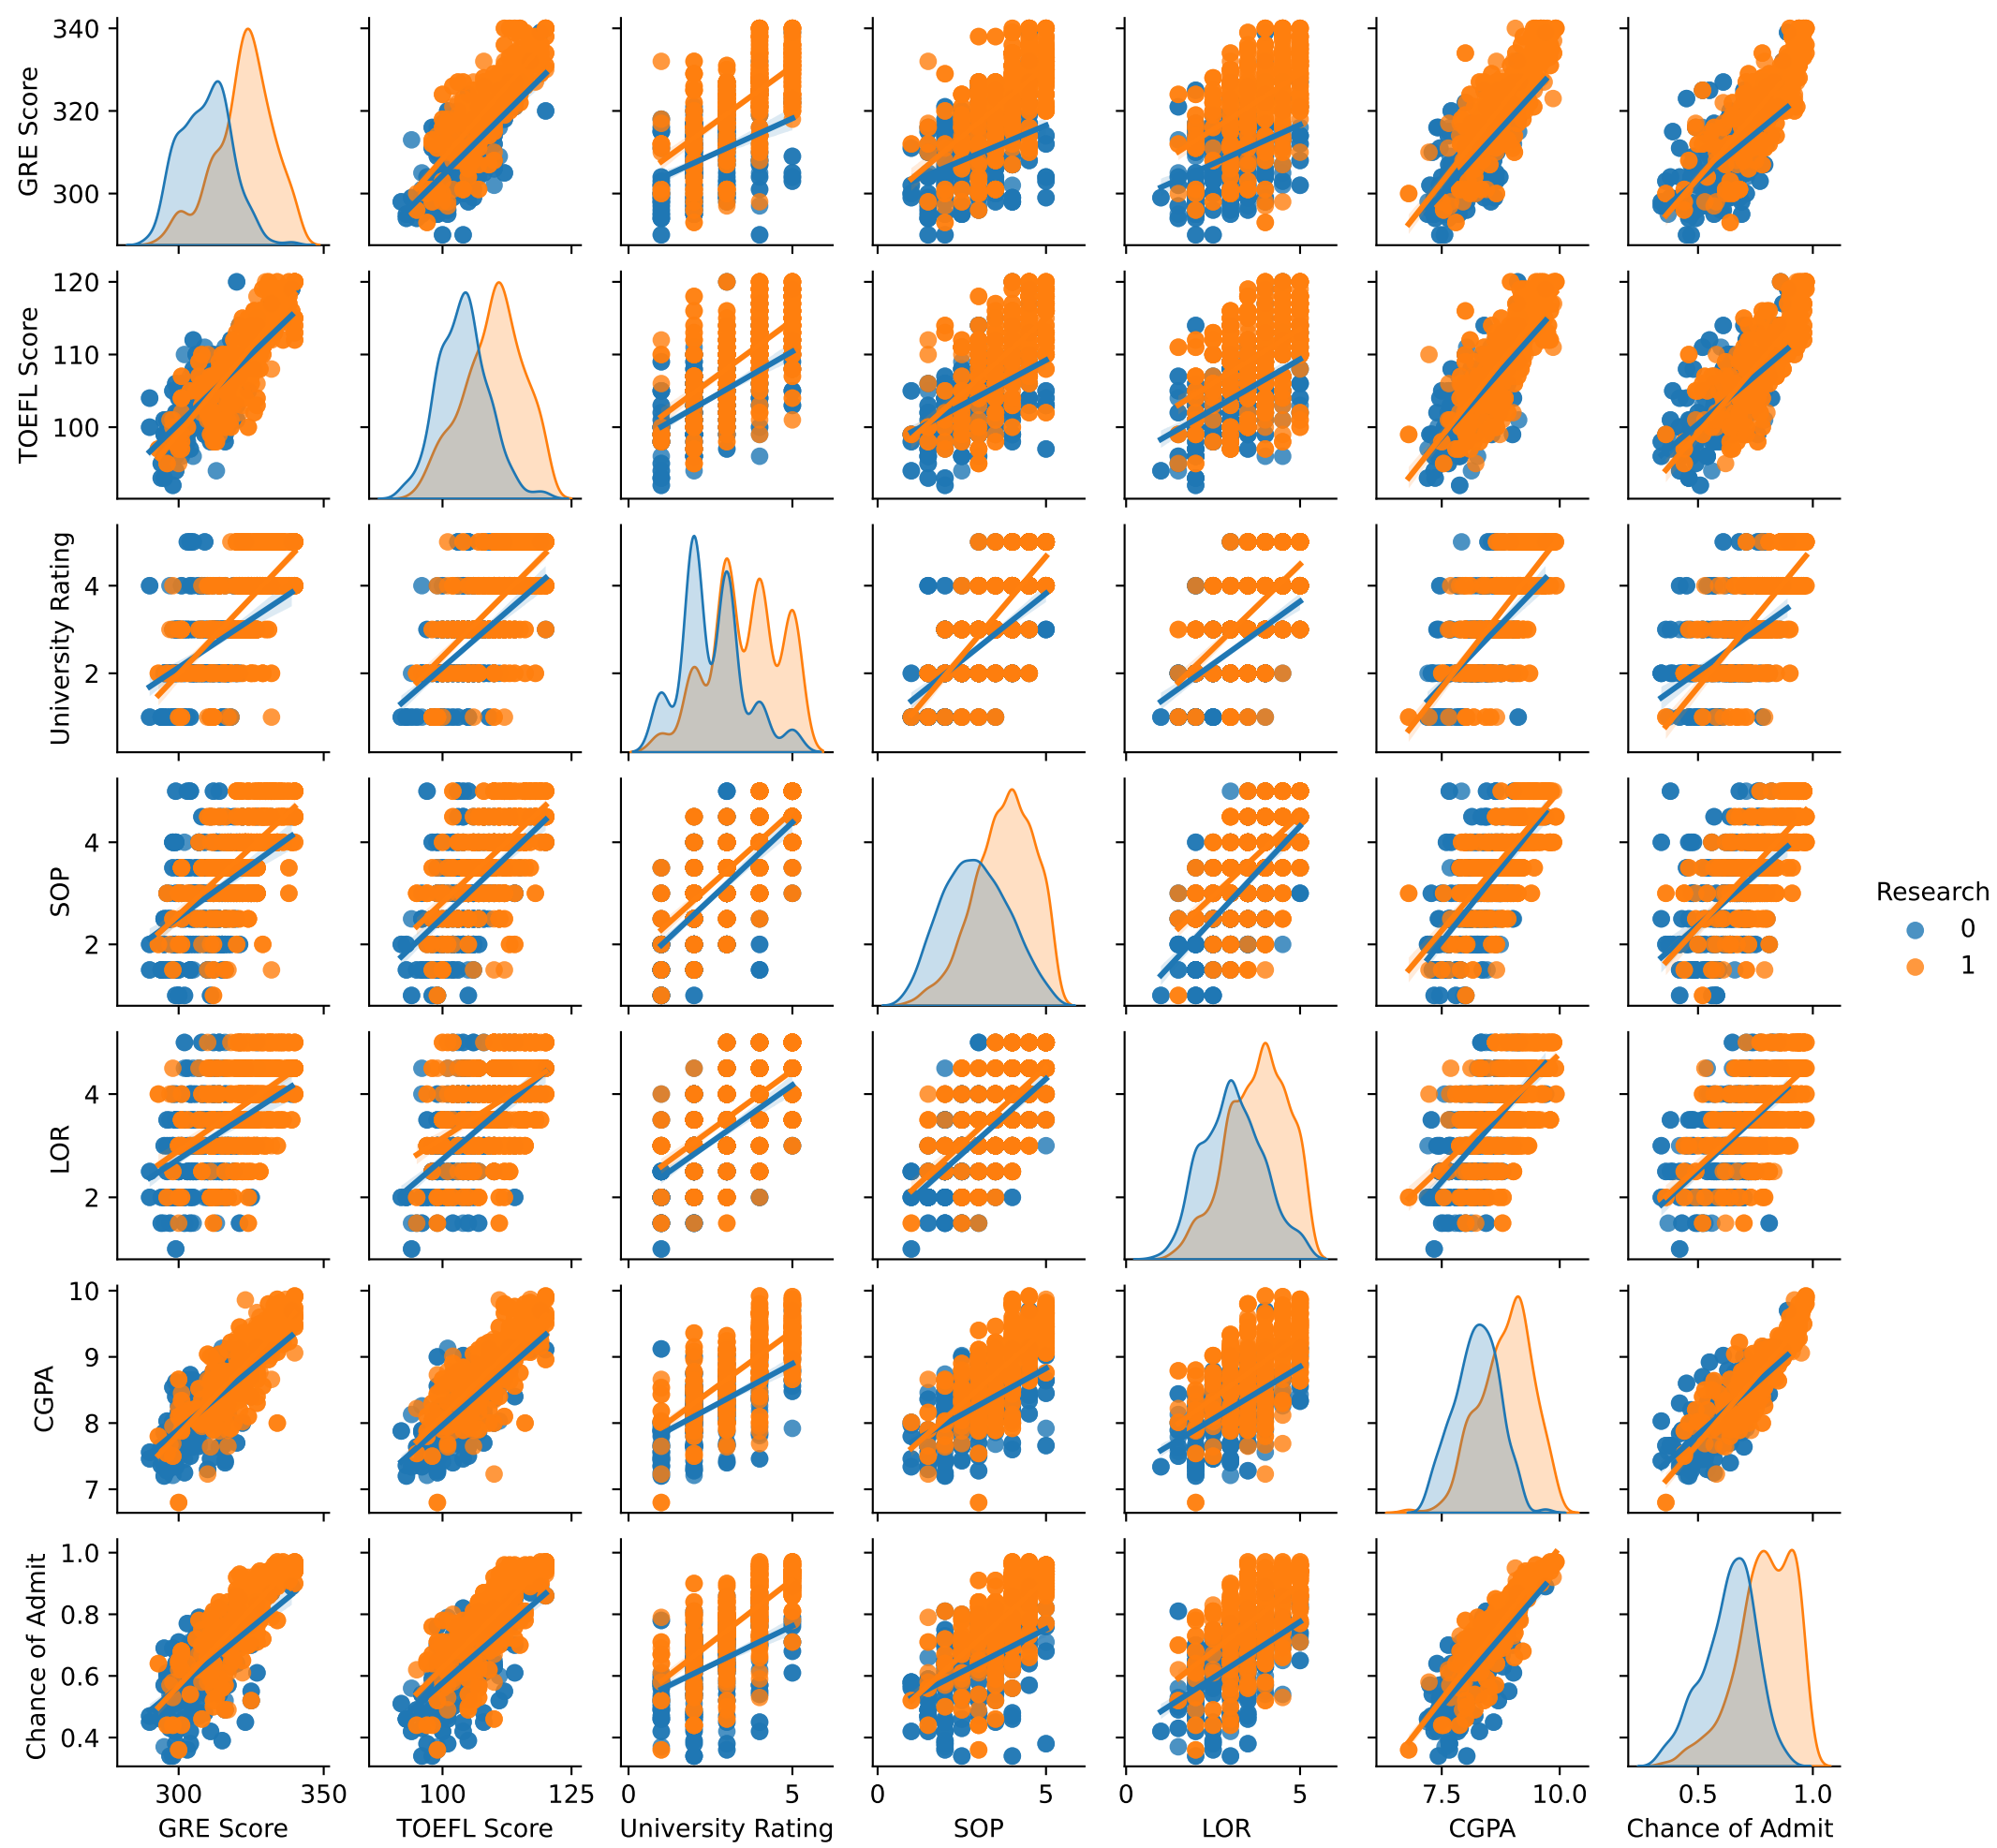 340
320
300
GRE Score
120
110
100
TOEFL Score
4
2
University Rating
4
2
SOP
Research
0
1
4
2
LOR
10
9
8
7
CGPA
1.0
0.8
0.6
0.4
Chance of Admit
300 350 100 125 0 5 0 5 0 5 7.5 10.0 0.5 1.0
GRE Score TOEFL Score University Rating SOP LOR CGPA Chance of Admit